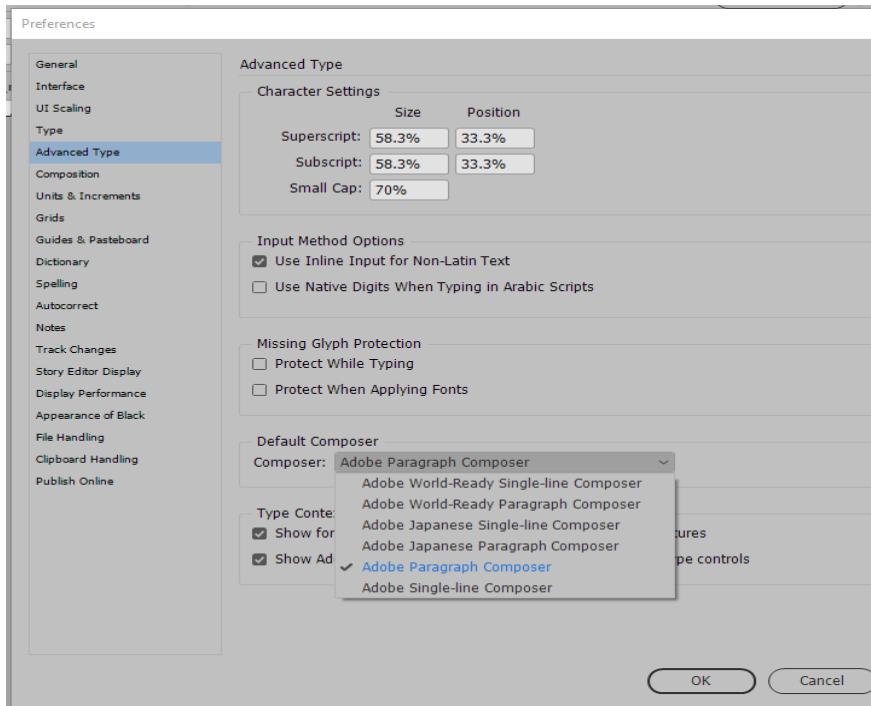 Preferences
General
Interface
UI Scaling
Type
Advanced Type
Composition
Units & Increments
Grids
Guides & Pasteboard
Dictionary
Spelling
Autocorrect
Notes
Track Changes
Story Editor Display
Display Performance
Appearance of Black
File Handling
Clipboard Handling
Publish Online
Advanced Type
Character Settings
Size Position
Superscript: 58.3% 33.3%
Subscript: 58.3% 33.3%
Small Cap: 70%
Input Method Options
Use Inline Input for Non-Latin Text
Use Native Digits When Typing in Arabic Scripts
Missing Glyph Protection
Protect While Typing
Protect When Applying Fonts
Default Composer
Composer: Adobe Paragraph Composer
Adobe World-Ready Single-line Composer
Adobe World-Ready Paragraph Composer
Adobe Japanese Single-line Composer
Adobe Japanese Paragraph Composer
Adobe Paragraph Composer
Adobe Single-line Composer
Type
Show
Show controls
OK Cancel